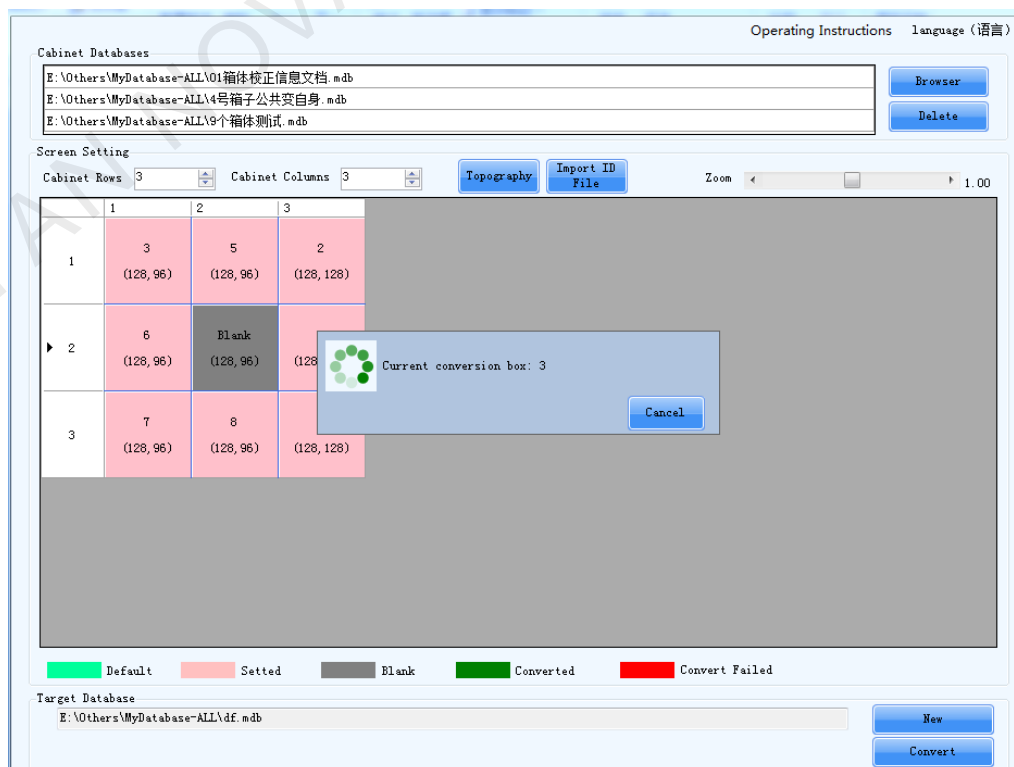 Operating Instructions language (语言)
Cabinet Databases
E:\Others\MyDatabase-ALL\01箱体校正信息文档.mdb
E:\Others\MyDatabase-ALL\4号箱子公共变自身.mdb
E:\Others\MyDatabase-ALL\9个箱体测试.mdb
Browser
Delete
Screen Setting
Cabinet Rows 3 Cabinet Columns 3
Topography
Import ID
File
Zoom 1.00
1 2 3
1
3 5 2
(128, 96) (128, 96) (128, 128)
2
6 Blank
(128, 96) (128, 96) (128
Current conversion box: 3
Cancel
3
7 8
(128, 96) (128, 96) (128, 128)
Default Setted Blank Converted Convert Failed
Target Database
E:\Others\MyDatabase-ALL\df.mdb
New
Convert